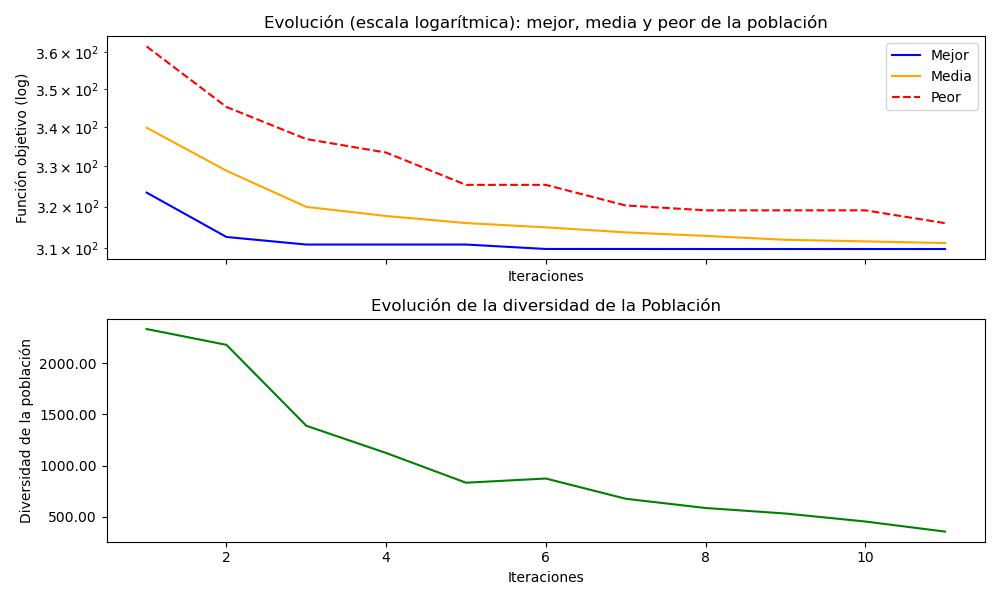 Evolución (escala logarítmica): mejor, media y peor de la población
Función objetivo (log)
3.6 × 10²
3.5 × 10²
3.4 × 10²
3.3 × 10²
3.2 × 10²
3.1 × 10²
Mejor
Media
Peor
Iteraciones
Evolución de la diversidad de la Población
Diversidad de la población
2000.00
1500.00
1000.00
500.00
2 4 6 8 10
Iteraciones